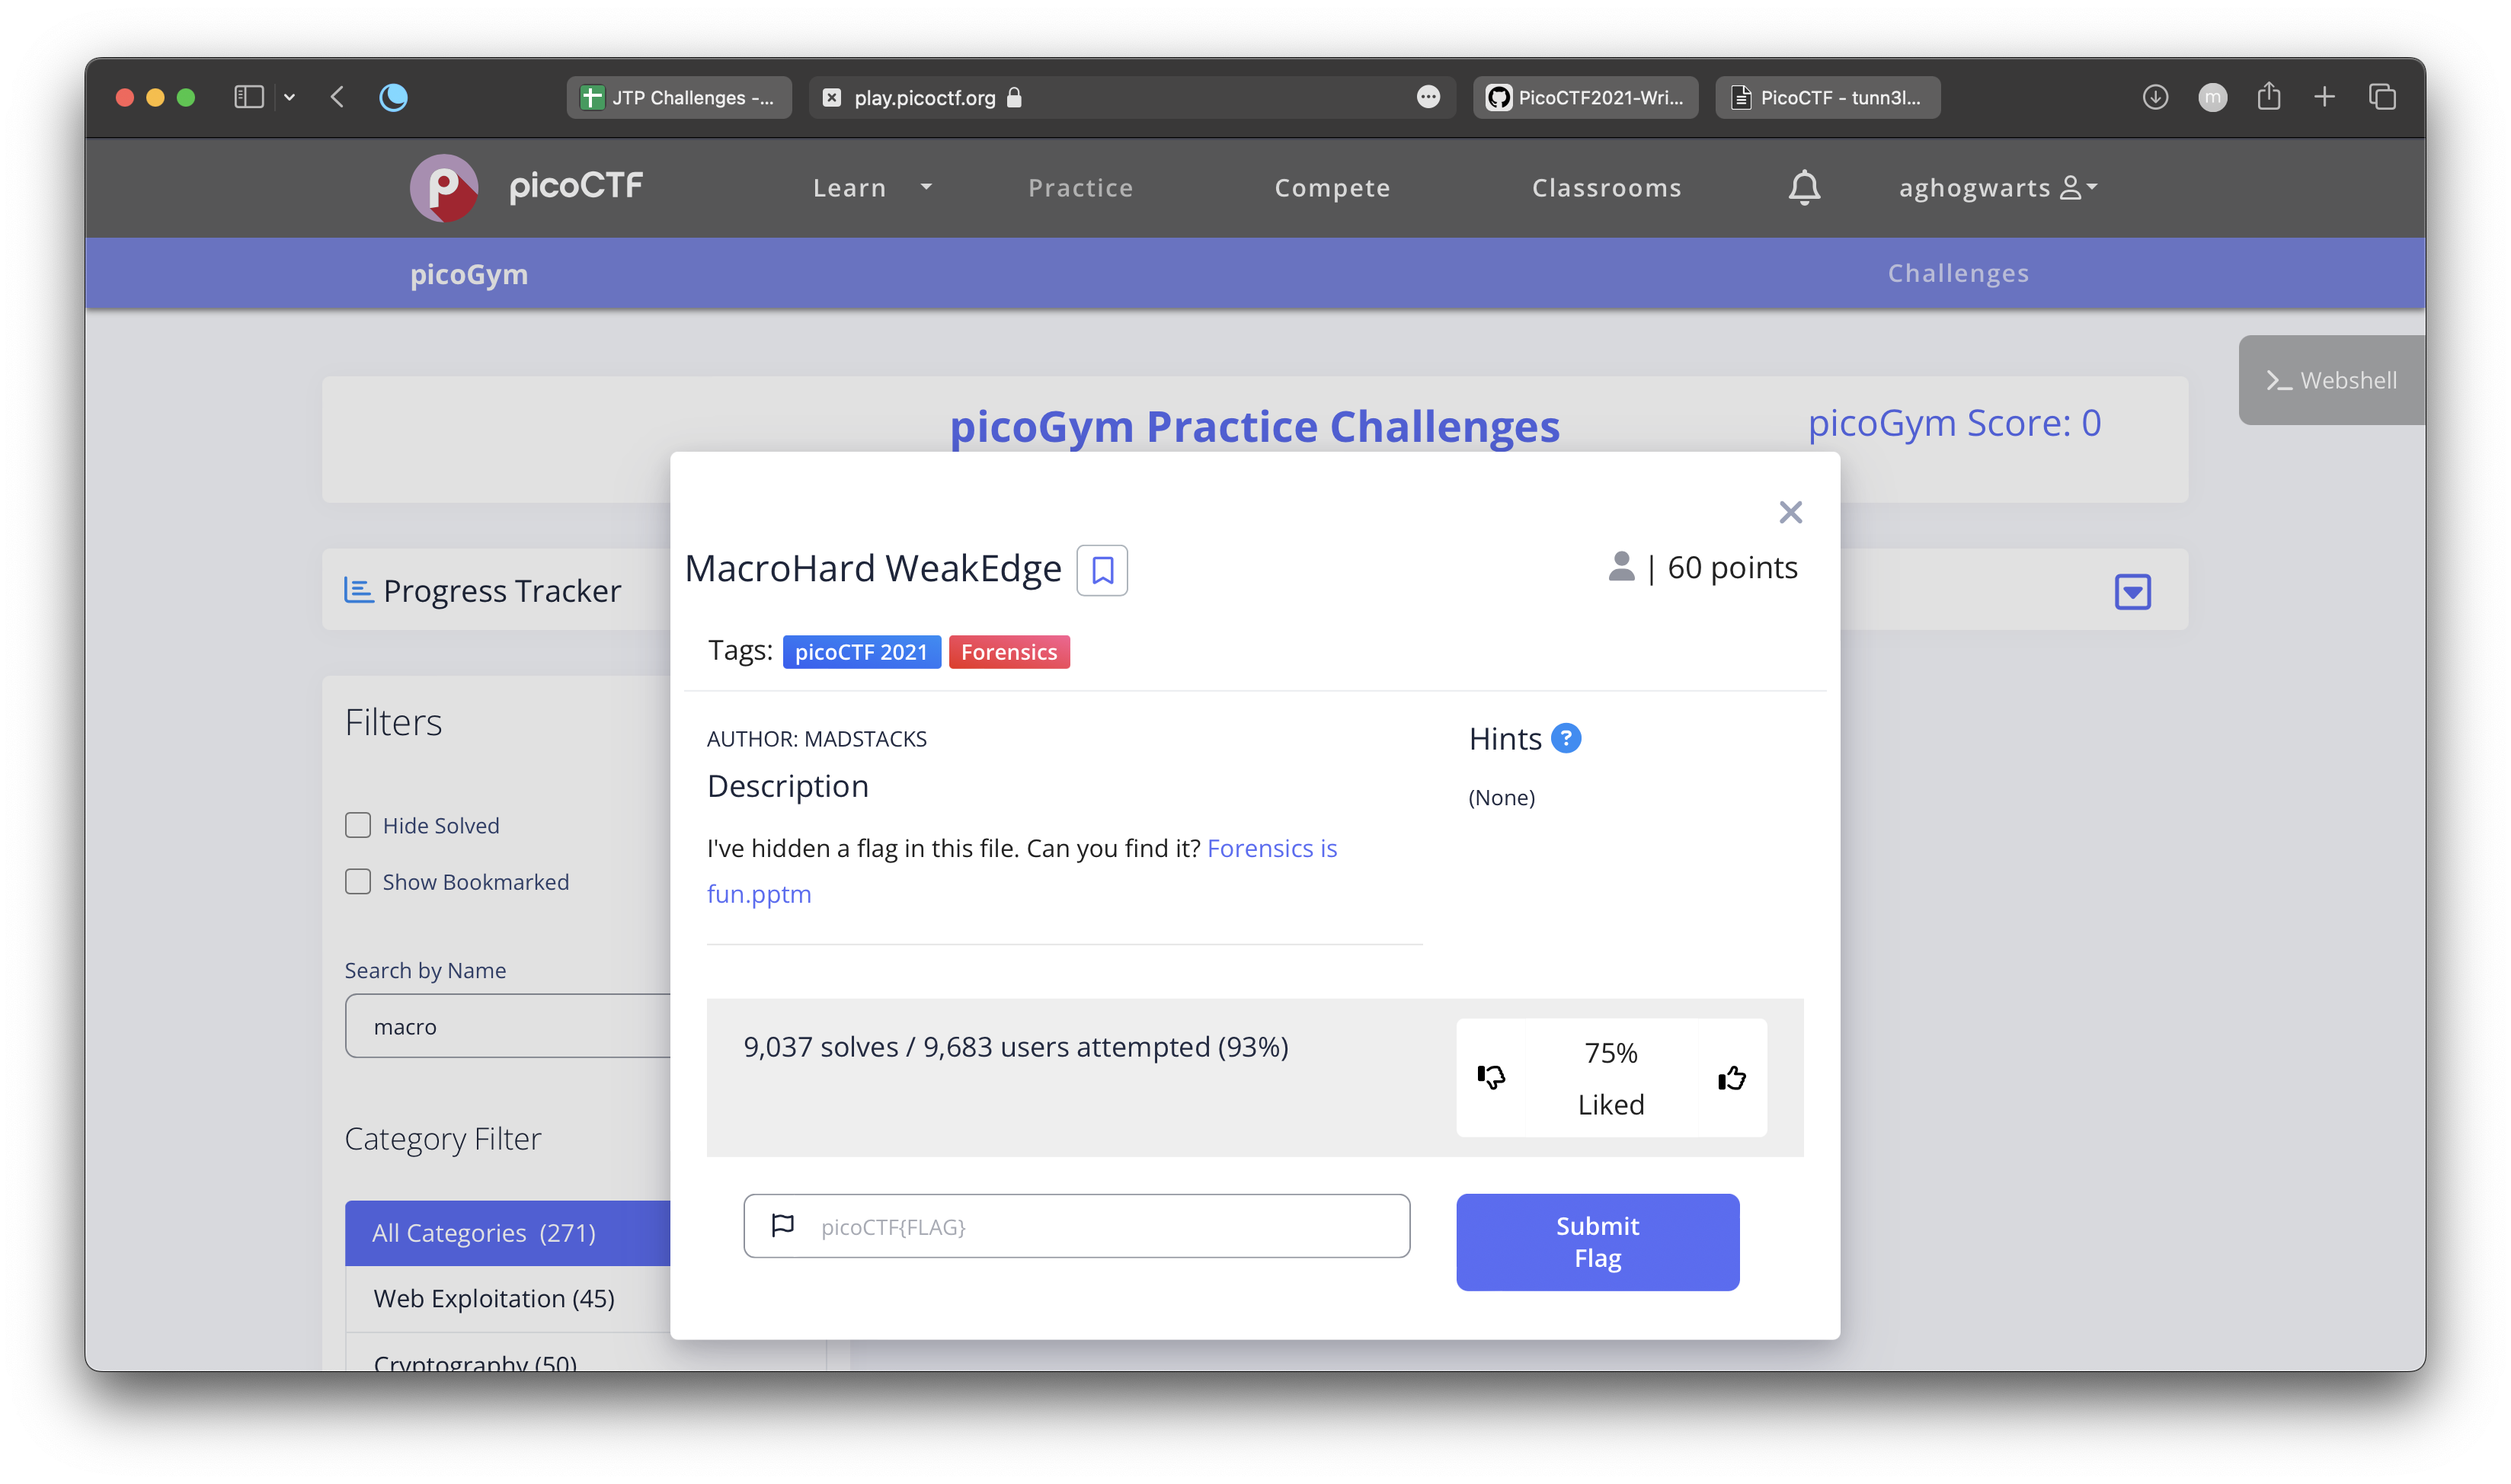 JTP Challenges -...
play.picoctf.org
PicoCTF2021-Wri...
PicoCTF - tunn3l...
m
picoCTF
Learn
Practice
Compete
Classrooms
aghogwarts
picoGym
Challenges
Webshell
picoGym Practice Challenges
picoGym Score: 0
MacroHard WeakEdge
| 60 points
Progress Tracker
Tags: picoCTF 2021 Forensics
Filters
AUTHOR: MADSTACKS
Hints ?
Description
(None)
Hide Solved
I've hidden a flag in this file. Can you find it? Forensics is
fun.pptm
Show Bookmarked
Search by Name
macro
9,037 solves / 9,683 users attempted (93%)
75%
Liked
Category Filter
All Categories (271)
picoCTF{FLAG}
Submit
Flag
Web Exploitation (45)
Cryptography (50)